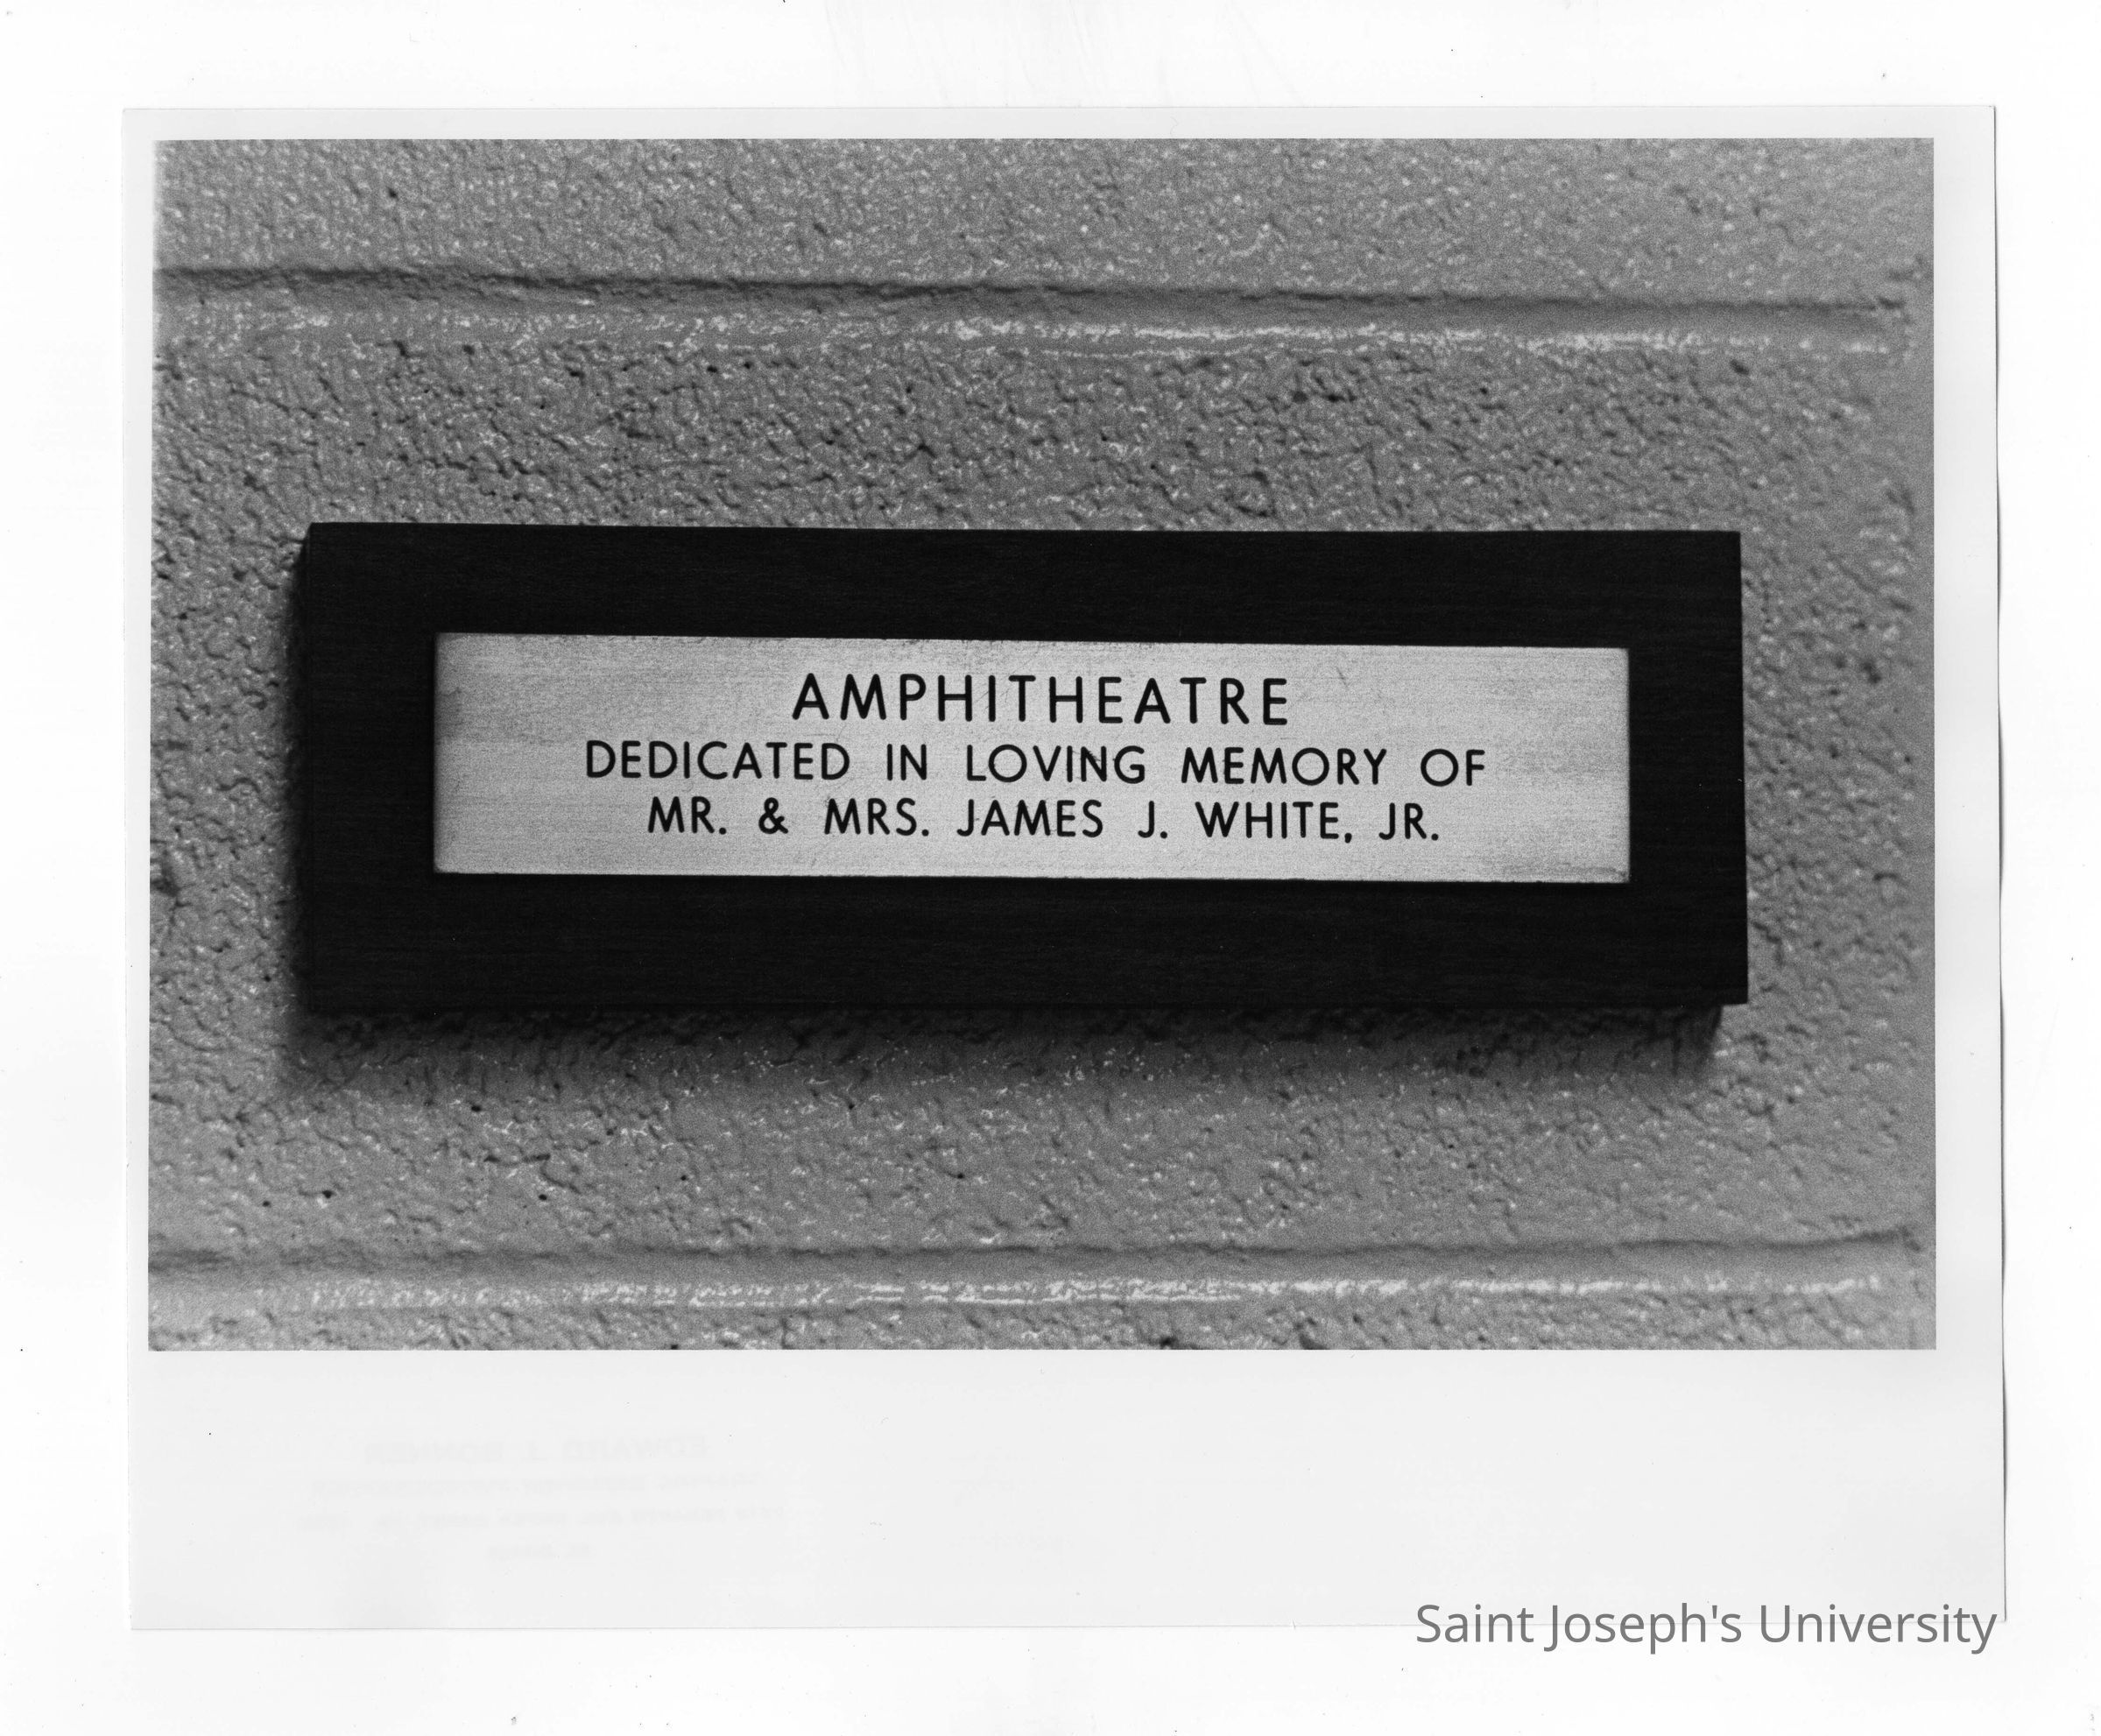 AMPHITHEATRE
DEDICATED IN LOVING MEMORY OF
MR. & MRS. JAMES J. WHITE, JR.
Saint Joseph's University